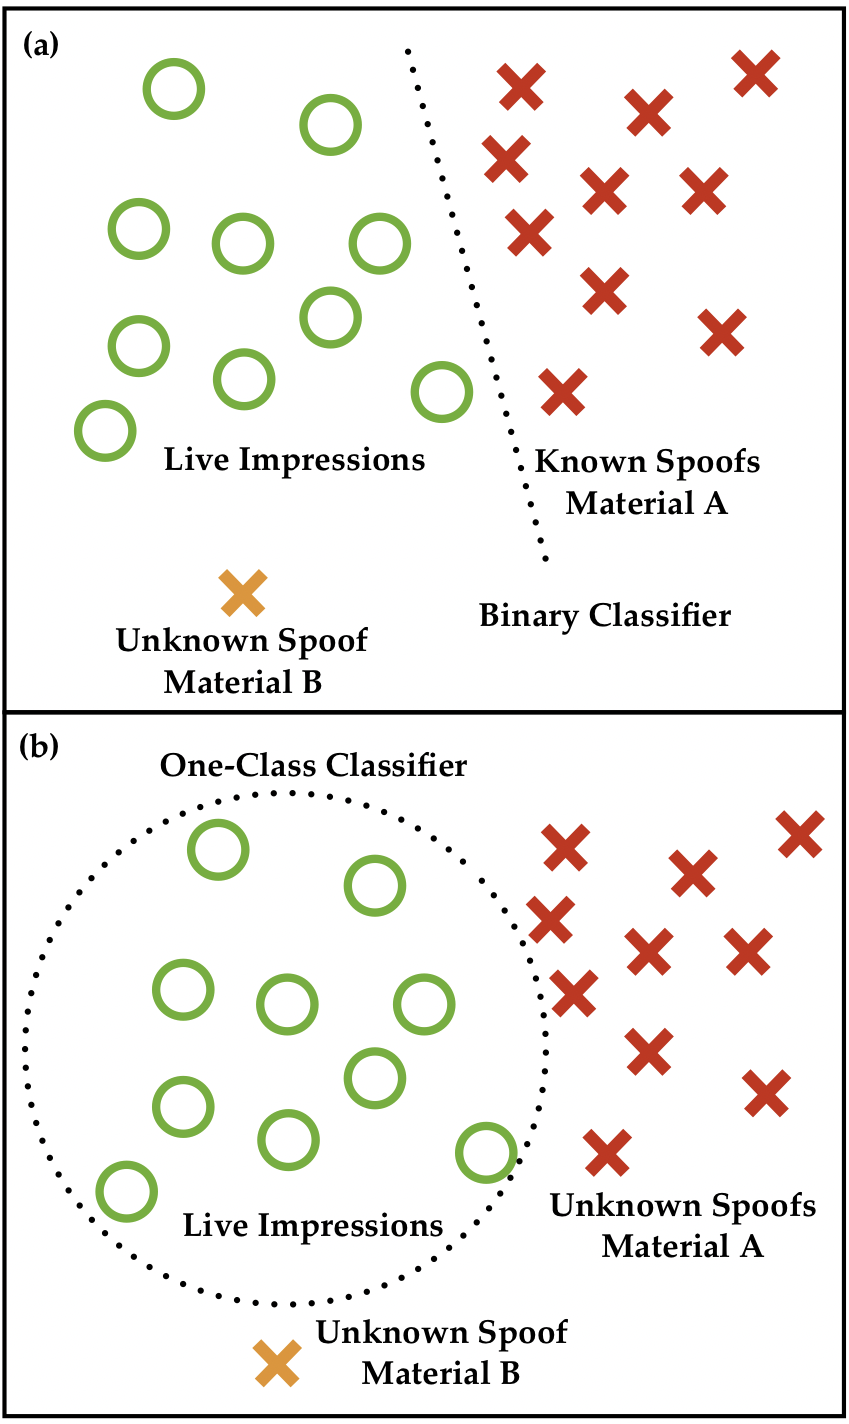 (a)
Live Impressions
Known Spoofs
Material A
Unknown Spoof
Material B
Binary Classifier
(b)
One-Class Classifier
Live Impressions
Unknown Spoofs
Material A
Unknown Spoof
Material B